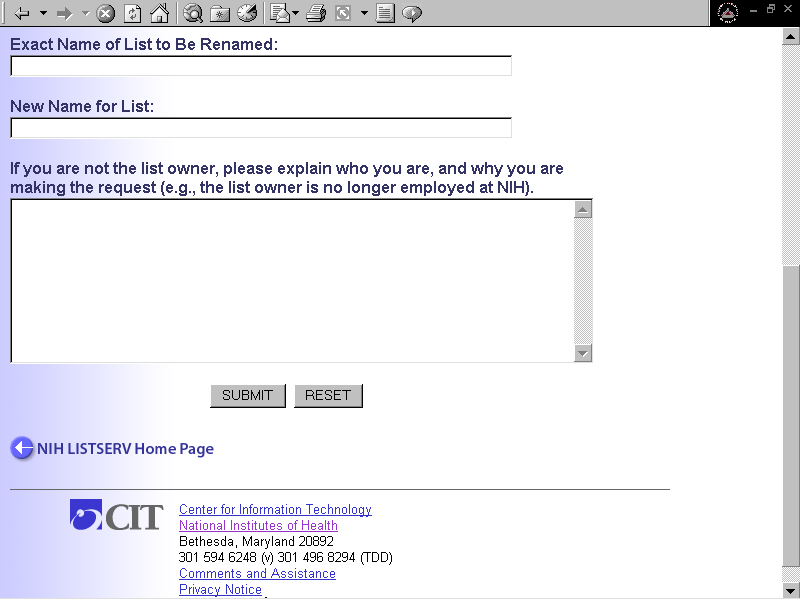 Exact Name of List to Be Renamed:
New Name for List:
If you are not the list owner, please explain who you are, and why you are
making the request (e.g., the list owner is no longer employed at NIH).
SUBMIT RESET
NIH LISTSERV Home Page
CIT
Center for Information Technology
National Institutes of Health
Bethesda, Maryland 20892
301 594 6248 (v) 301 496 8294 (TDD)
Comments and Assistance
Privacy Notice